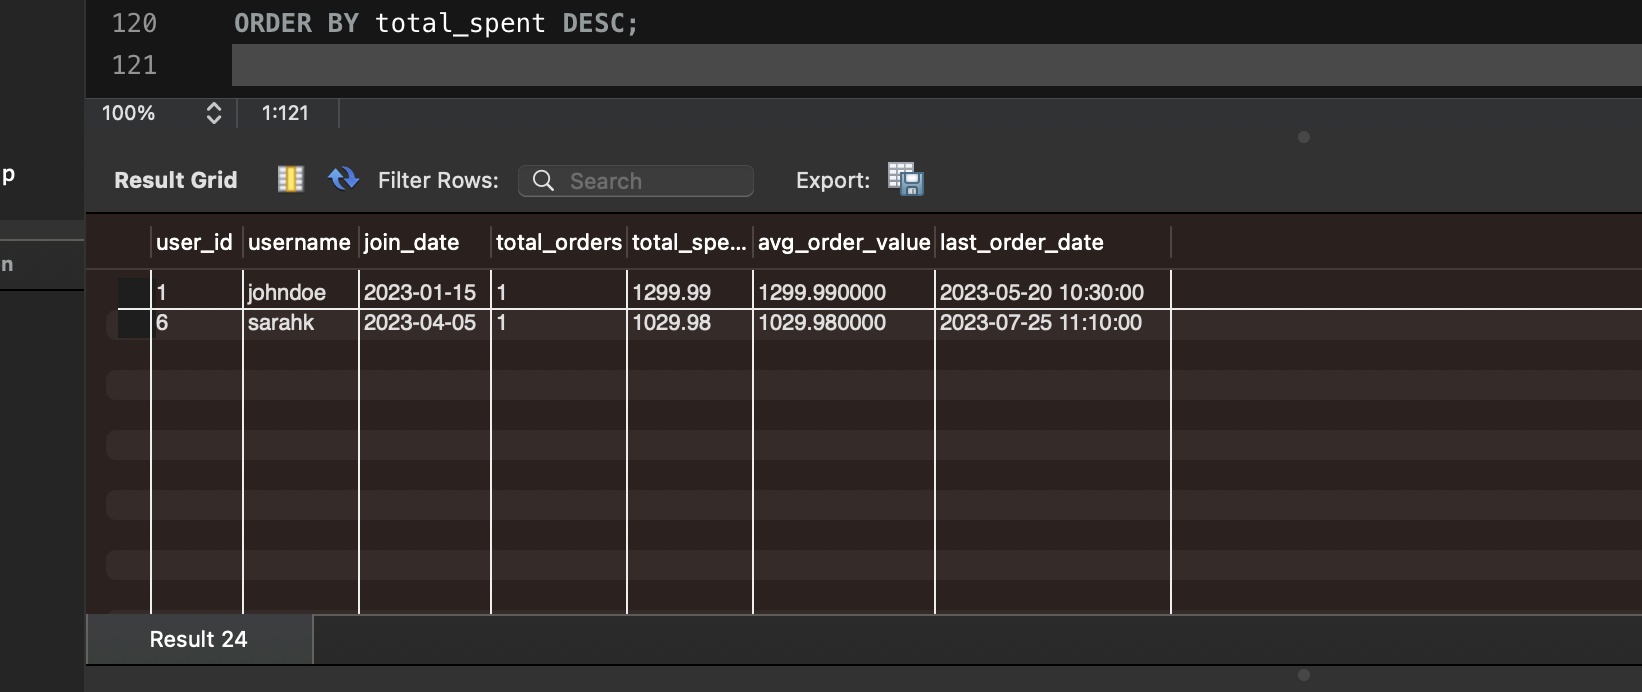 120 ORDER BY total_spent DESC;
121
100% 1:121
p
Result Grid Filter Rows: Search Export:
user_id username join_date total_orders total_spe... avg_order_value last_order_date
n
1 johndoe 2023-01-15 1 1299.99 1299.990000 2023-05-20 10:30:00
6 sarahk 2023-04-05 1 1029.98 1029.980000 2023-07-25 11:10:00
Result 24